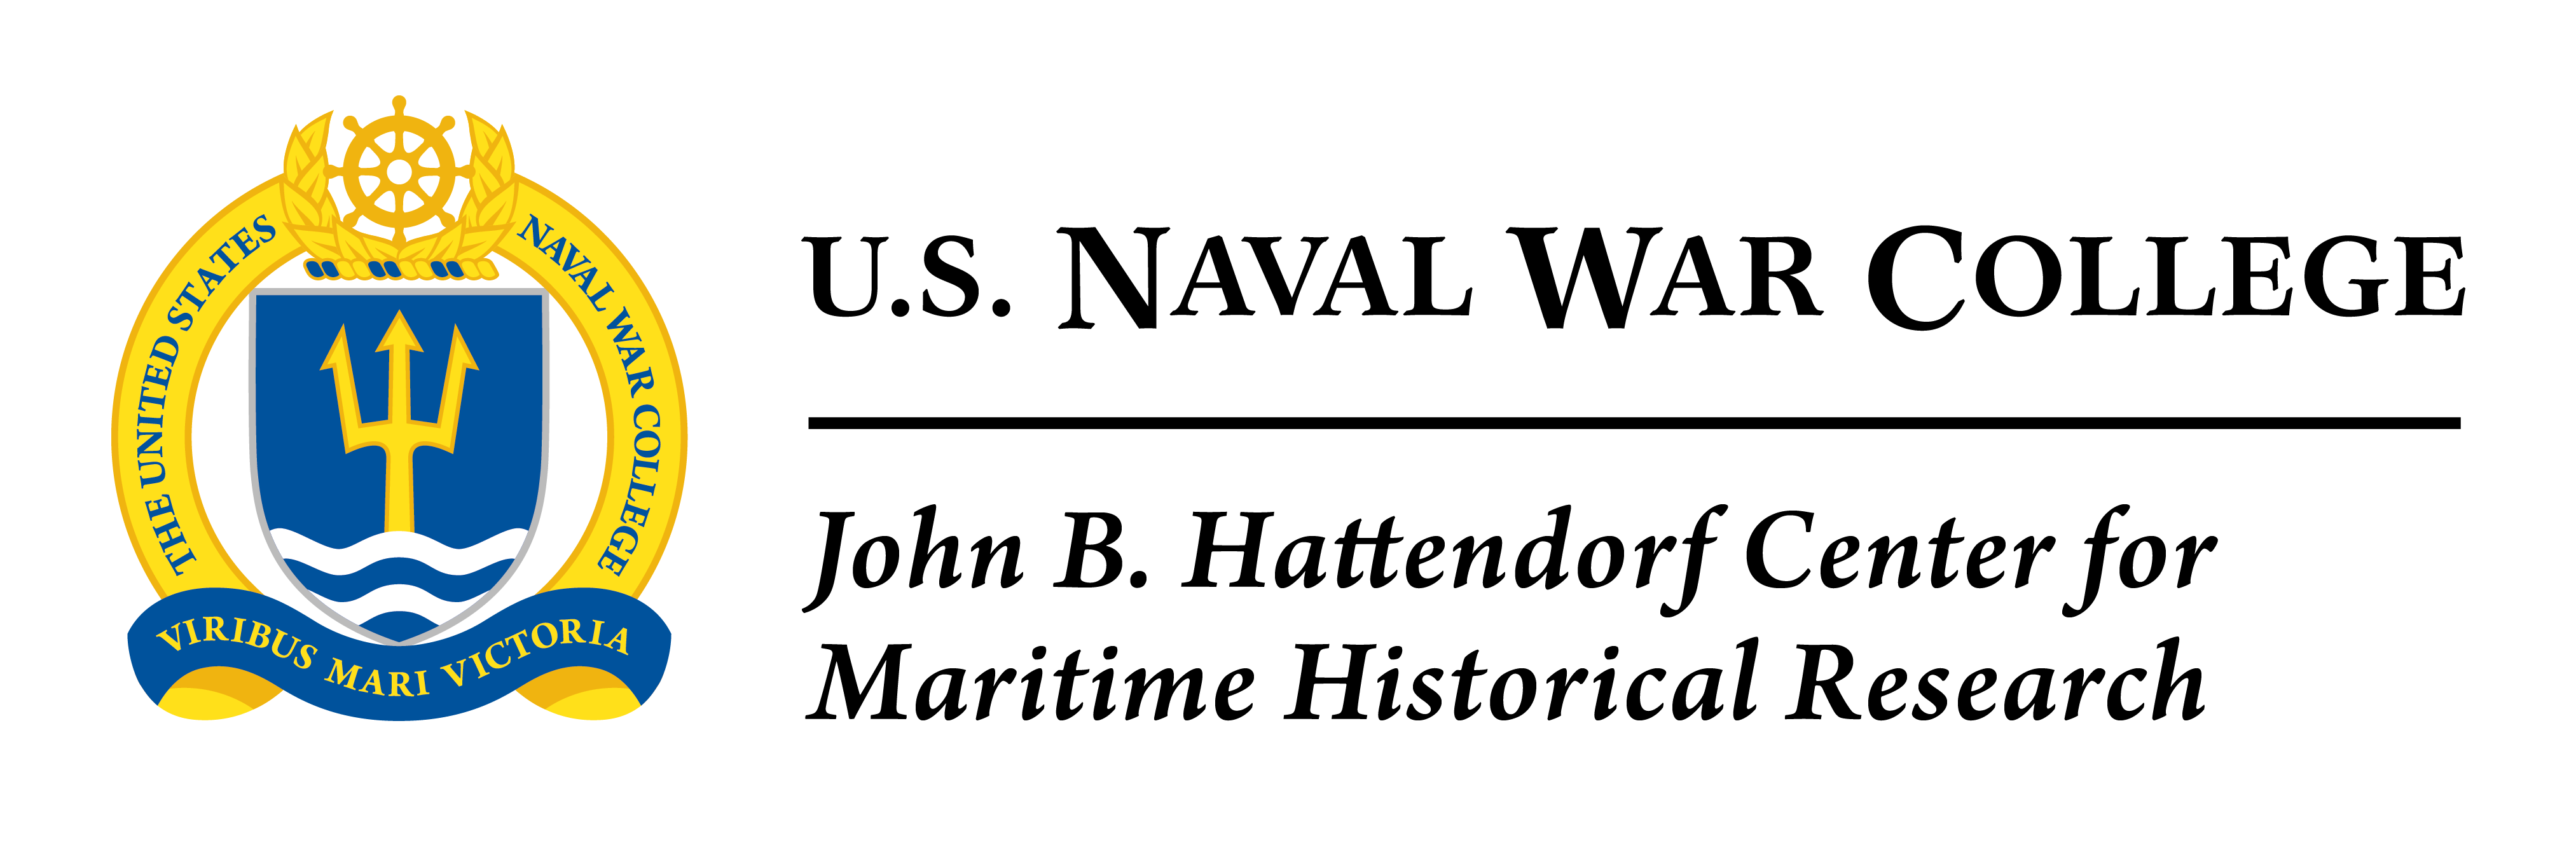 THE UNITED STATES NAVAL WAR COLLEGE
VIRIBUS MARI VICTORIA
U.S. NAVAL WAR COLLEGE
John B. Hattendorf Center for
Maritime Historical Research